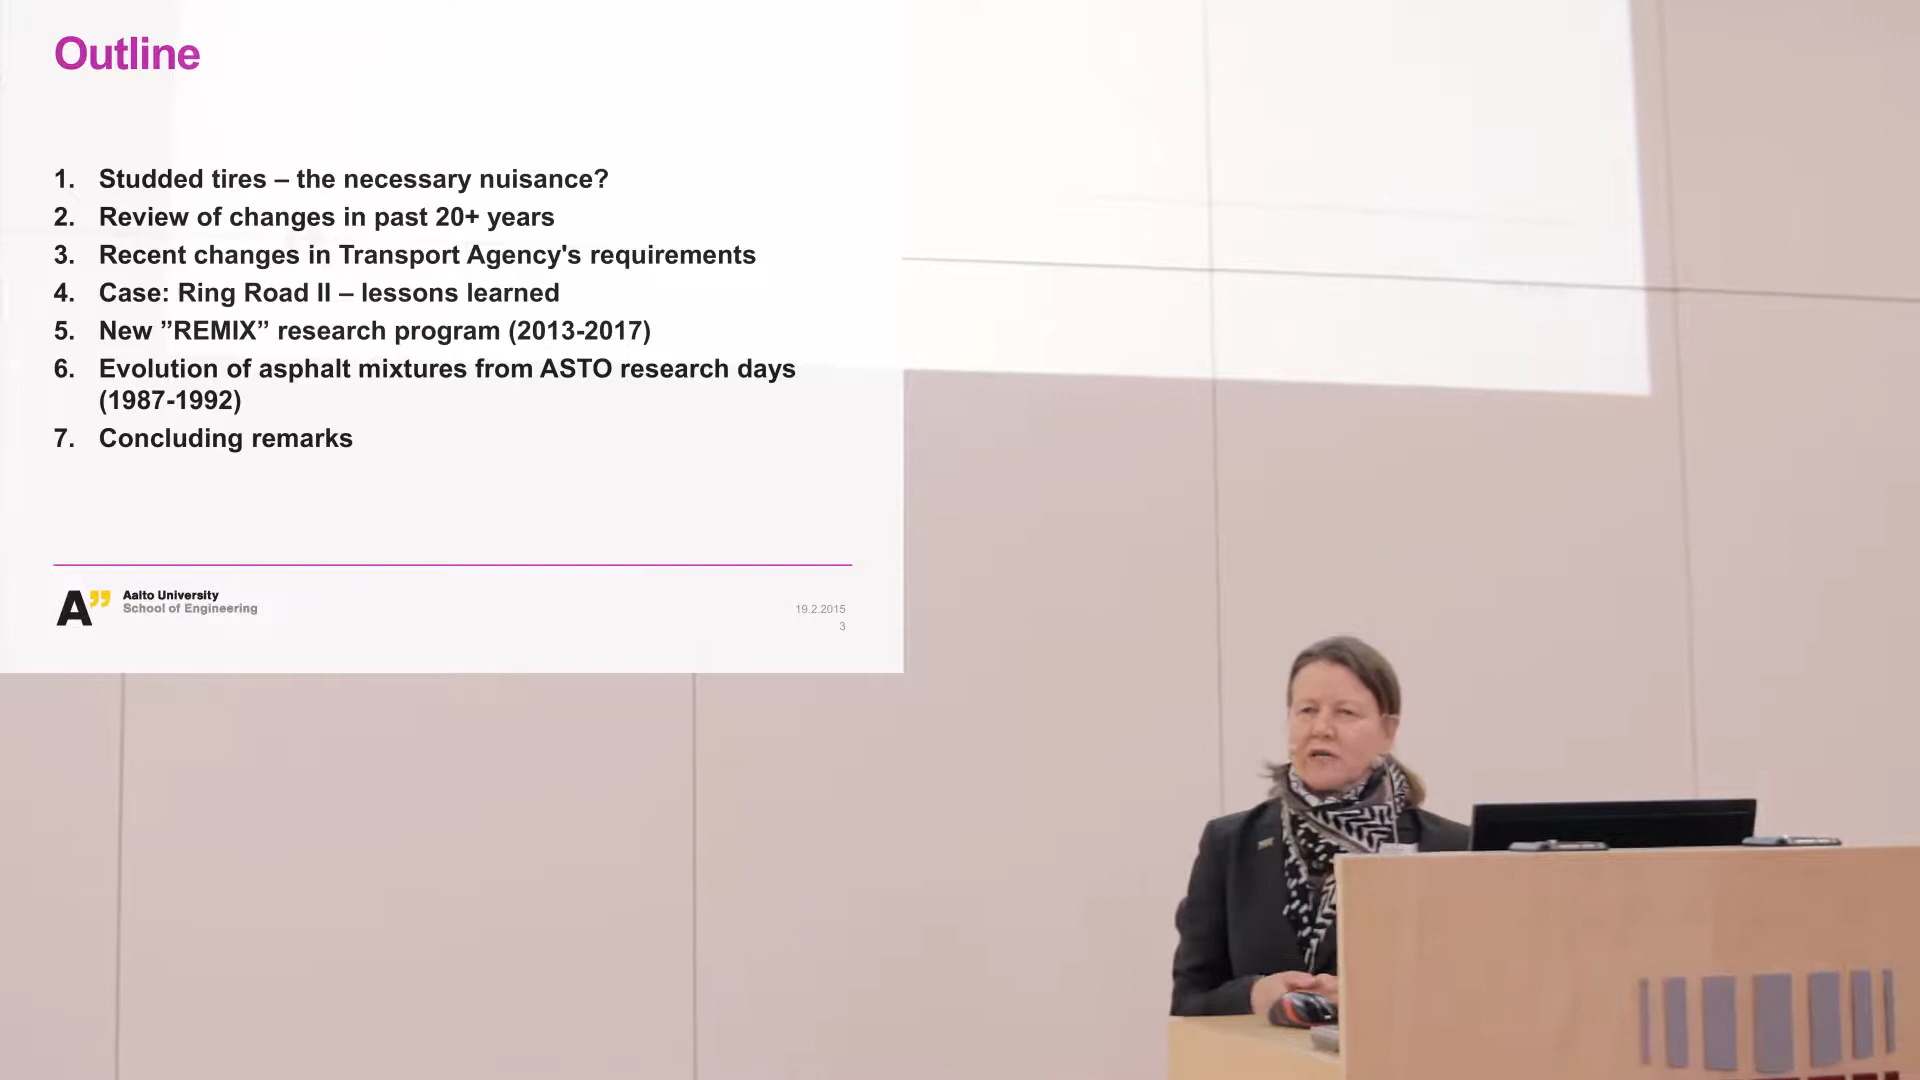 Outline
1. Studded tires – the necessary nuisance?
2. Review of changes in past 20+ years
3. Recent changes in Transport Agency's requirements
4. Case: Ring Road II – lessons learned
5. New ”REMIX” research program (2013-2017)
6. Evolution of asphalt mixtures from ASTO research days
(1987-1992)
7. Concluding remarks
A”
Aalto University
School of Engineering
19.2.2015
3